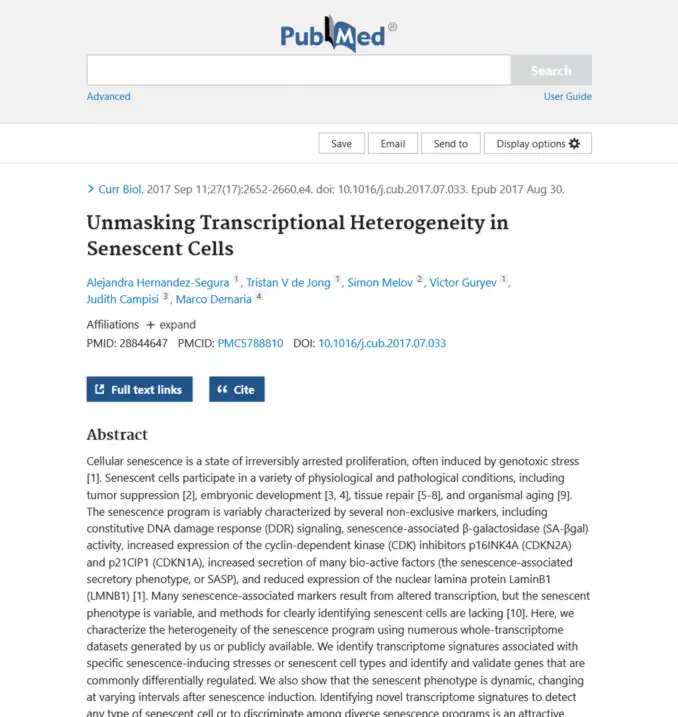 PubMed®
Search
Advanced
User Guide
Save
Email
Send to
Display options
Curr Biol. 2017 Sep 11;27(17):2652-2660.e4. doi: 10.1016/j.cub.2017.07.033. Epub 2017 Aug 30.
Unmasking Transcriptional Heterogeneity in
Senescent Cells
Alejandra Hernandez-Segura 1, Tristan V de Jong 1, Simon Melov 2, Victor Guryev 1,
Judith Campisi 3, Marco Demaria 4
Affiliations + expand
PMID: 28844647 PMCID: PMC5788810 DOI: 10.1016/j.cub.2017.07.033
Full text links
Cite
Abstract
Cellular senescence is a state of irreversibly arrested proliferation, often induced by genotoxic stress
[1]. Senescent cells participate in a variety of physiological and pathological conditions, including
tumor suppression [2], embryonic development [3, 4], tissue repair [5-8], and organismal aging [9].
The senescence program is variably characterized by several non-exclusive markers, including
constitutive DNA damage response (DDR) signaling, senescence-associated β-galactosidase (SA-βgal)
activity, increased expression of the cyclin-dependent kinase (CDK) inhibitors p16INK4A (CDKN2A)
and p21CIP1 (CDKN1A), increased secretion of many bio-active factors (the senescence-associated
secretory phenotype, or SASP), and reduced expression of the nuclear lamina protein LaminB1
(LMNB1) [1]. Many senescence-associated markers result from altered transcription, but the senescent
phenotype is variable, and methods for clearly identifying senescent cells are lacking [10]. Here, we
characterize the heterogeneity of the senescence program using numerous whole-transcriptome
datasets generated by us or publicly available. We identify transcriptome signatures associated with
specific senescence-inducing stresses or senescent cell types and identify and validate genes that are
commonly differentially regulated. We also show that the senescent phenotype is dynamic, changing
at varying intervals after senescence induction. Identifying novel transcriptome signatures to detect
any type of senescent cell or to discriminate among diverse senescence programs is an attractive